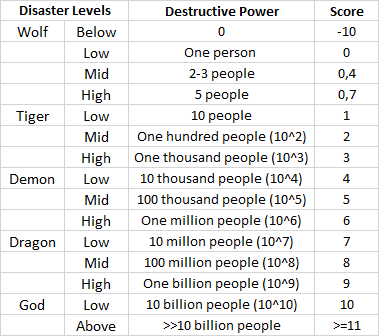 Disaster Levels Destructive Power Score
Wolf Below 0 -10
Low One person 0
Mid 2-3 people 0,4
High 5 people 0,7
Tiger Low 10 people 1
Mid One hundred people (10^2) 2
High One thousand people (10^3) 3
Demon Low 10 thousand people (10^4) 4
Mid 100 thousand people (10^5) 5
High One million people (10^6) 6
Dragon Low 10 millon people (10^7) 7
Mid 100 million people (10^8) 8
High One billion people (10^9) 9
God Low 10 billion people (10^10) 10
Above >>10 billion people >=11